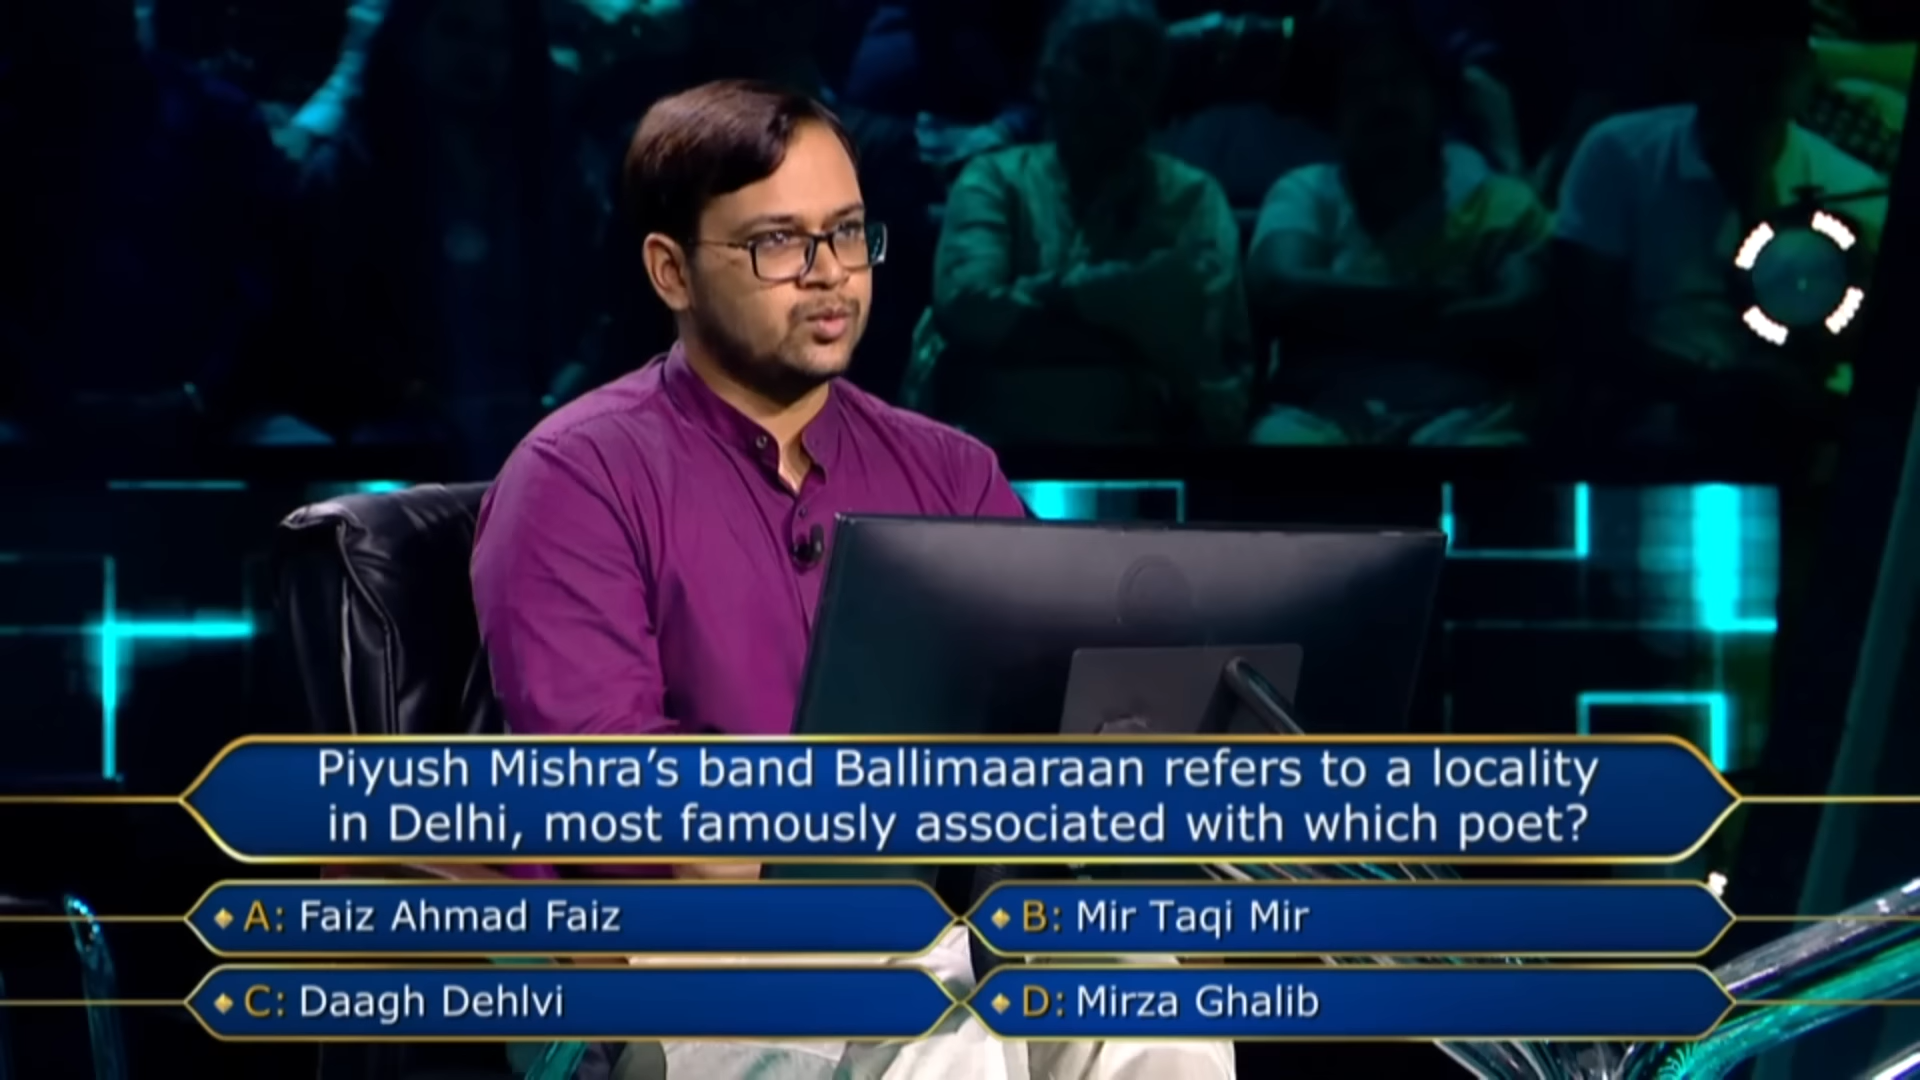 Piyush Mishra’s band Ballimaaraan refers to a locality
in Delhi, most famously associated with which poet?
A: Faiz Ahmad Faiz
B: Mir Taqi Mir
C: Daagh Dehlvi
D: Mirza Ghalib